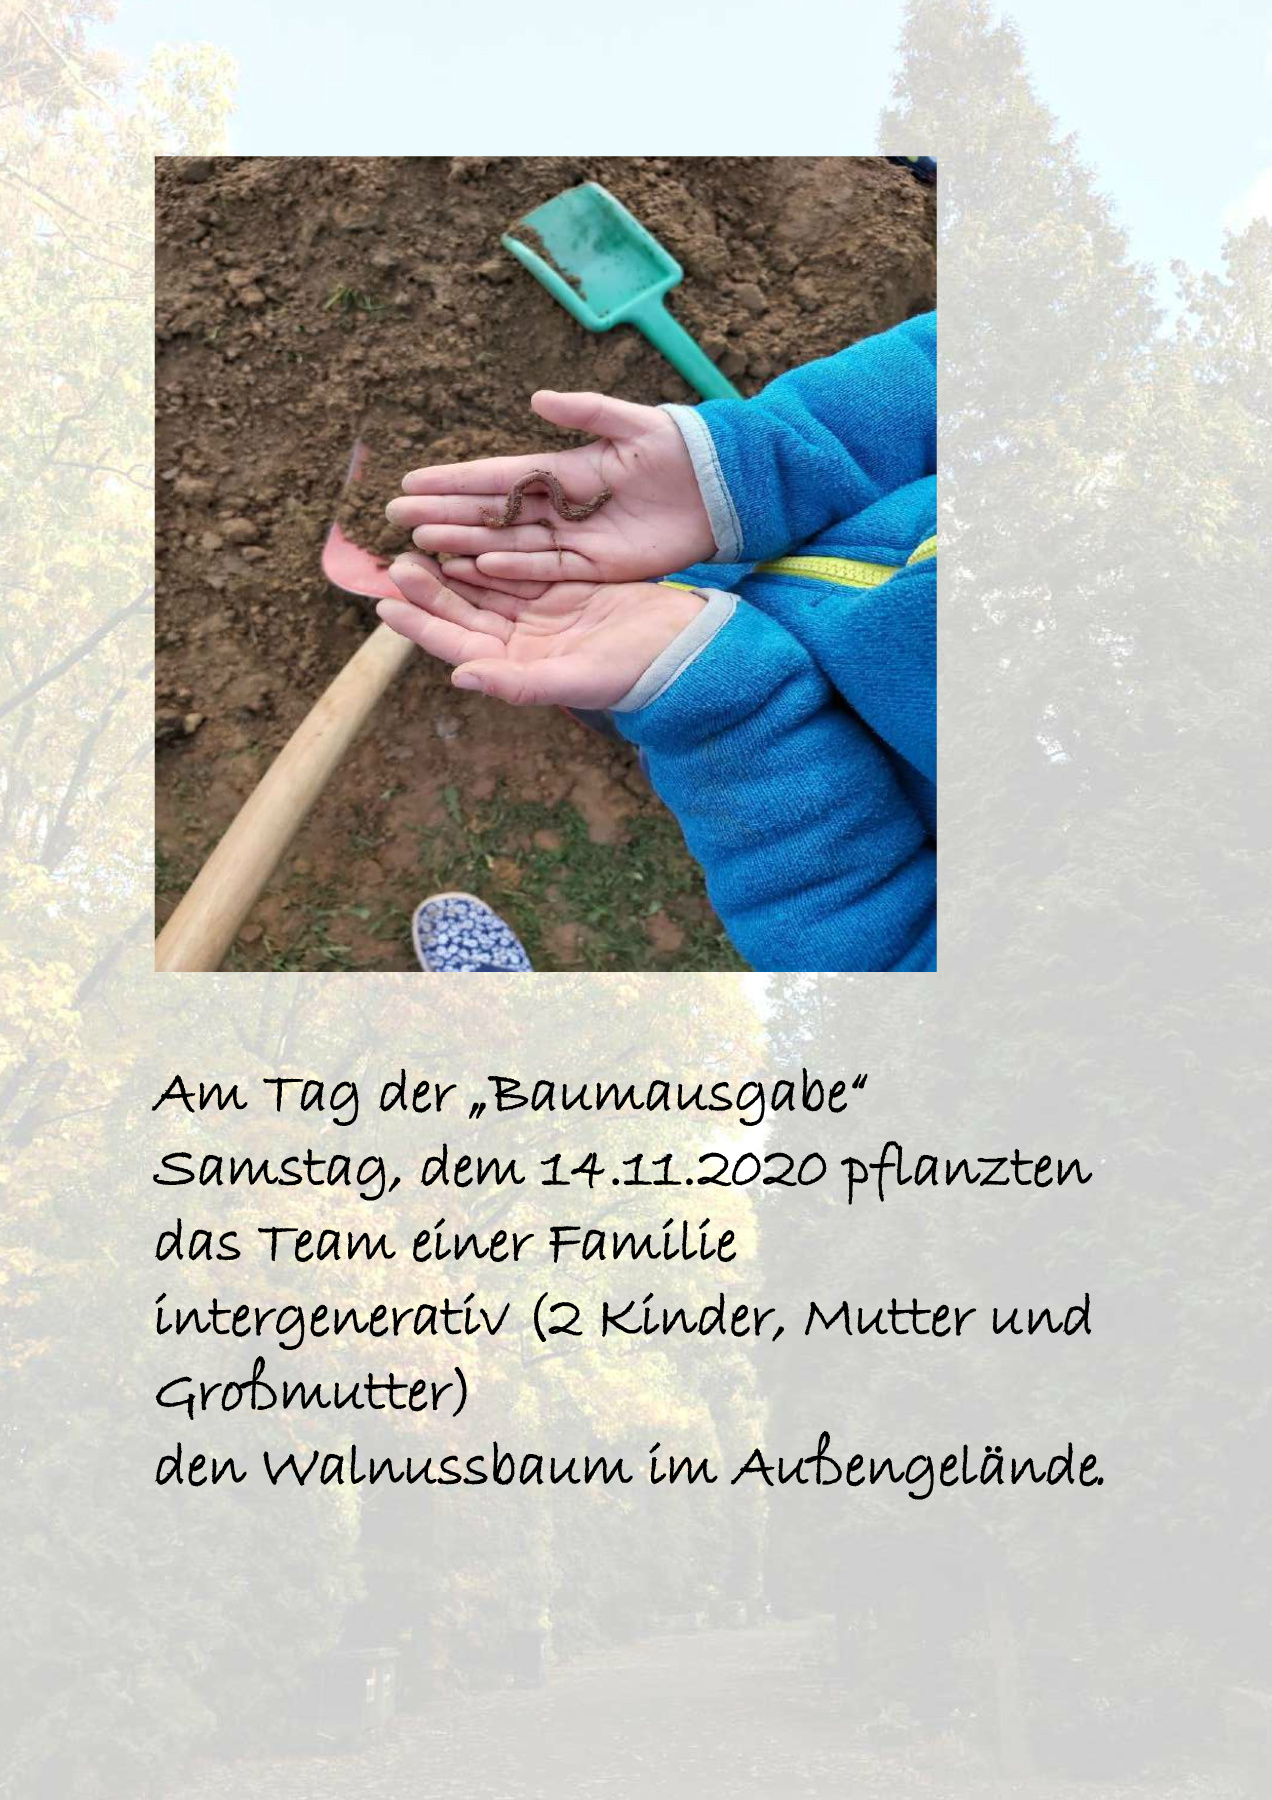 Am Tag der „Baumausgabe“
Samstag, dem 14.11.2020 pflanzten
das Team einer Familie
intergenerativ (2 Kinder, Mutter und
Großmutter)
den Walnussbaum im Außengelände.